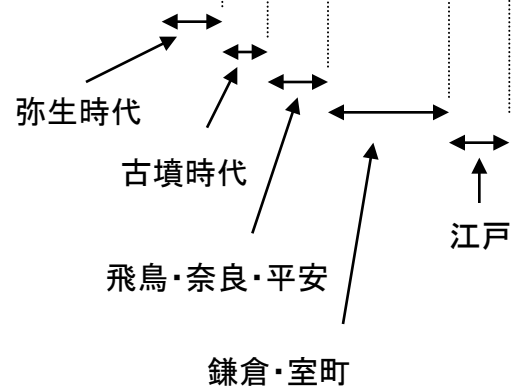 弥生時代
古墳時代
江戸
飛鳥・奈良・平安
鎌倉・室町